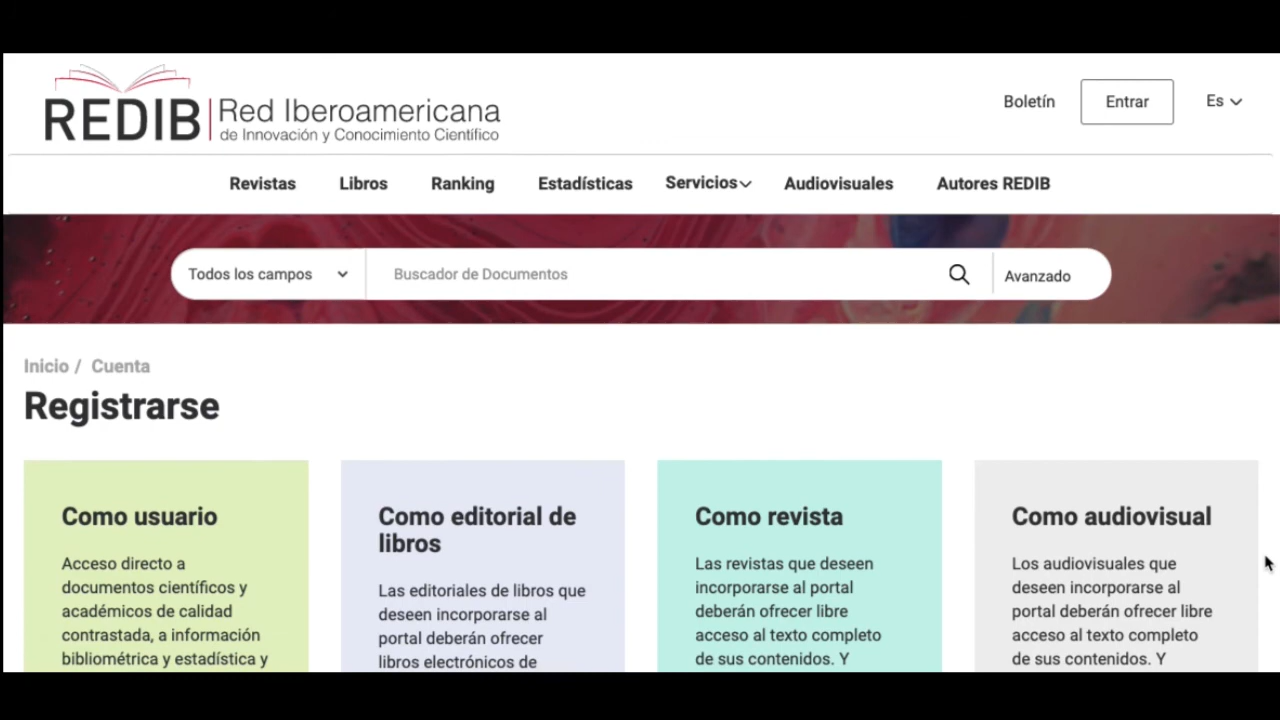 REDIB Red Iberoamericana
de Innovación y Conocimiento Científico
Boletín Entrar Es
Revistas Libros Ranking Estadísticas Servicios Audiovisuales Autores REDIB
Todos los campos Buscador de Documentos Avanzado
Inicio / Cuenta
Registrarse
Como usuario
Acceso directo a
documentos científicos y
académicos de calidad
contrastada, a información
bibliométrica y estadística y
Como editorial de
libros
Las editoriales de libros que
deseen incorporarse al
portal deberán ofrecer
libros electrónicos de
Como revista
Las revistas que deseen
incorporarse al portal
deberán ofrecer libre
acceso al texto completo
de sus contenidos. Y
Como audiovisual
Los audiovisuales que
deseen incorporarse al
portal deberán ofrecer libre
acceso al texto completo
de sus contenidos. Y